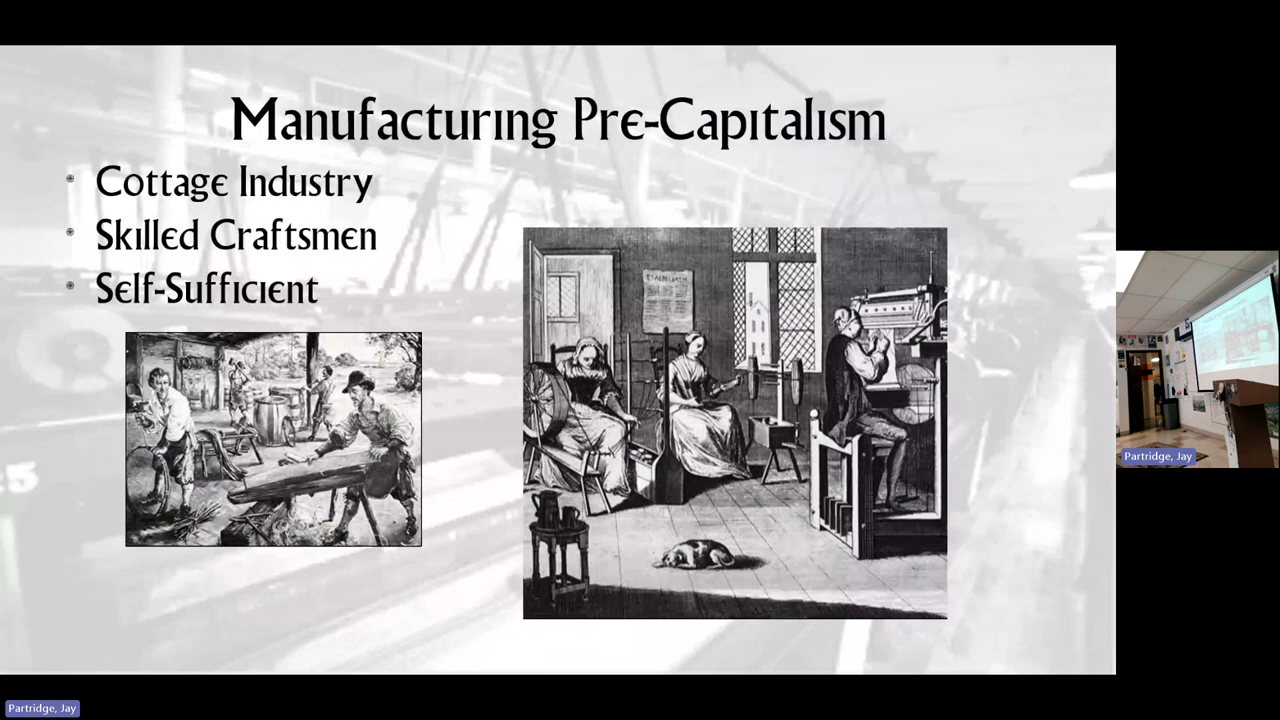 Manufacturing Pre-Capitalism
Cottage Industry
Skilled Craftsmen
Self-Sufficient
Partridge, Jay
Partridge, Jay